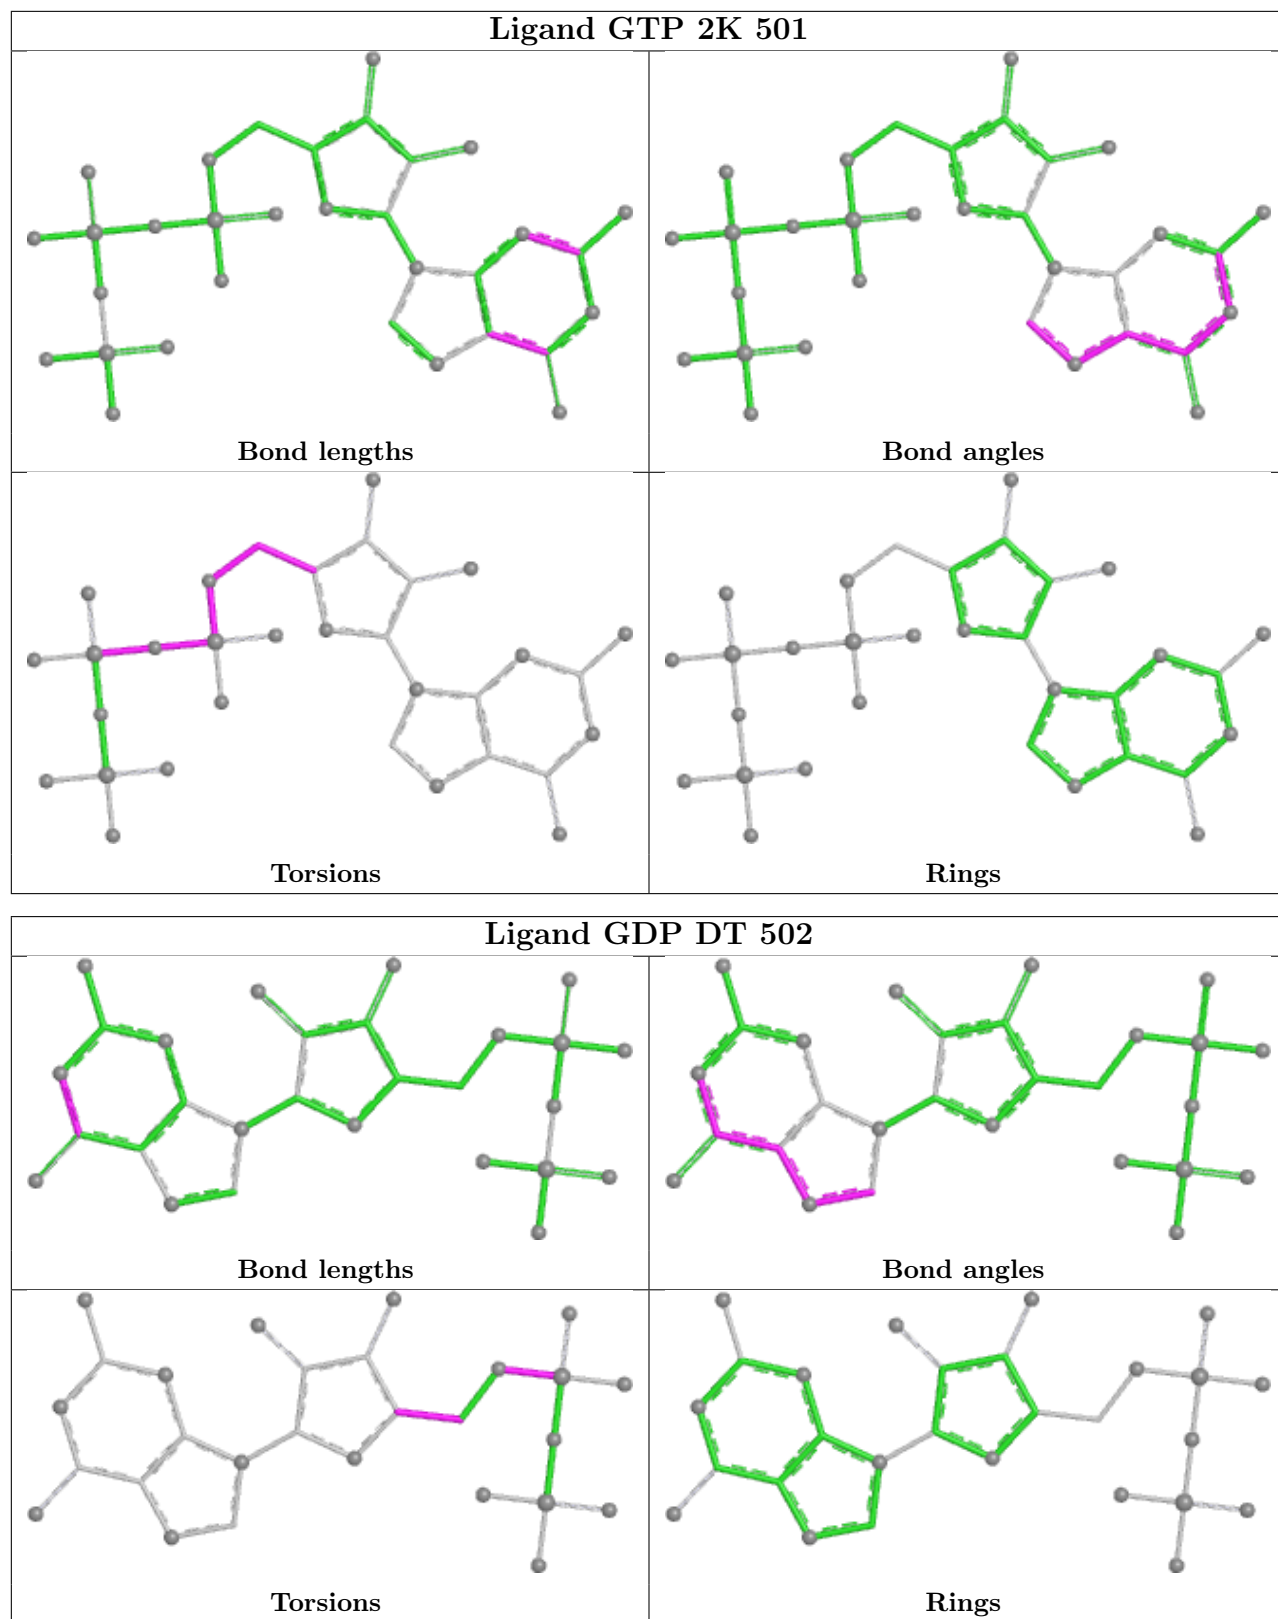 Ligand GTP 2K 501
Bond lengths
Bond angles
Torsions
Rings
Ligand GDP DT 502
Bond lengths
Bond angles
Torsions
Rings